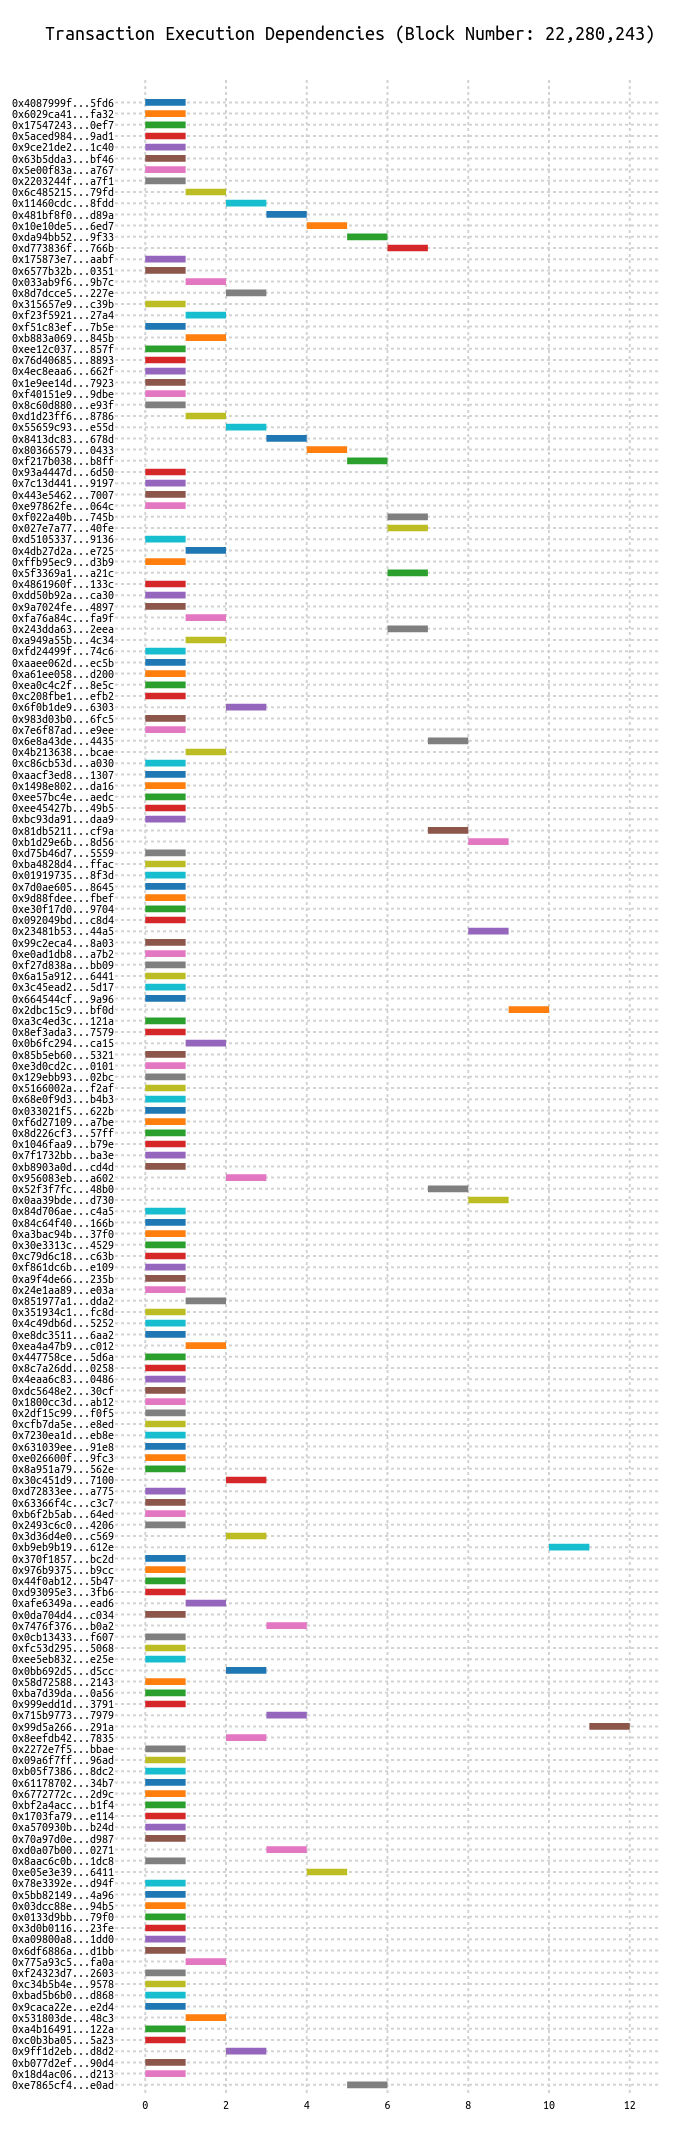 Transaction Execution Dependencies (Block Number: 22,280,243)
0x4087999f...5fd6
0x6029ca41...fa32
0x17547243...0ef7
0x5aced984...9ad1
0x9ce21de2...1c40
0x63b5dda3...bf46
0x5e00f83a...a767
0x2203244f...a7f1
0x6c485215...79fd
0x11460cdc...8fdd
0x481bf8f0...d89a
0x10e10de5...6ed7
0xda94bb52...9f33
0xd773836f...766b
0x175873e7...aabf
0x6577b32b...0351
0x033ab9f6...9b7c
0x8d7dcce5...227e
0x315657e9...c39b
0xf23f5921...27a4
0xf51c83ef...7b5e
0xb883a069...845b
0xee12c037...857f
0x76d40685...8893
0x4ec8eaa6...662f
0x1e9ee14d...7923
0xf40151e9...9dbe
0x8c60d880...e93f
0xd1d23ff6...8786
0x55659c93...e55d
0x8413dc83...678d
0x80366579...0433
0xf217b038...b8ff
0x93a4447d...6d50
0x7c13d441...9197
0x443e5462...7007
0xe97862fe...064c
0xf022a40b...745b
0x027e7a77...40fe
0xd5105337...9136
0x4db27d2a...e725
0xffb95ec9...d3b9
0x5f3369a1...a21c
0x4861960f...133c
0xdd50b92a...ca30
0x9a7024fe...4897
0xfa76a84c...fa9f
0x243dda63...2eea
0xa949a55b...4c34
0xfd24499f...74c6
0xaaee062d...ec5b
0xa61ee058...d200
0xea0c4c2f...8e5c
0xc208fbe1...efb2
0x6f0b1de9...6303
0x983d03b0...6fc5
0x7e6f87ad...e9ee
0x6e8a43de...4435
0x4b213638...bcae
0xc86cb53d...a030
0xaacf3ed8...1307
0x1498e802...da16
0xee57bc4e...aedc
0xee45427b...49b5
0xbc93da91...daa9
0x81db5211...cf9a
0xb1d29e6b...8d56
0xd75b46d7...5559
0xba4828d4...ffac
0x01919735...8f3d
0x7d0ae605...8645
0x9d88fdee...fbef
0xe30f17d0...9704
0x092049bd...c8d4
0x23481b53...44a5
0x99c2eca4...8a03
0xe0ad1db8...a7b2
0xf27d838a...bb09
0x6a15a912...6441
0x3c45ead2...5d17
0x664544cf...9a96
0x2dbc15c9...bf0d
0xa3c4ed3c...121a
0x8ef3ada3...7579
0x0b6fc294...ca15
0x85b5eb60...5321
0xe3d0cd2c...0101
0x129ebb93...02bc
0x5166002a...f2af
0x68e0f9d3...b4b3
0x033021f5...622b
0xf6d27109...a7be
0x8d226cf3...57ff
0x1046faa9...b79e
0x7f1732bb...ba3e
0xb8903a0d...cd4d
0x956083eb...a602
0x52f3f7fc...48b0
0x0aa39bde...d730
0x84d706ae...c4a5
0x84c64f40...166b
0xa3bac94b...37f0
0x30e3313c...4529
0xc79d6c18...c63b
0xf861dc6b...e109
0xa9f4de66...235b
0x24e1aa89...e03a
0x851977a1...dda2
0x351934c1...fc8d
0x4c49db6d...5252
0xe8dc3511...6aa2
0xea4a47b9...c012
0x447758ce...5d6a
0x8c7a26dd...0258
0x4eaa6c83...0486
0xdc5648e2...30cf
0x1800cc3d...ab12
0x2df15c99...f0f5
0xcfb7da5e...e8ed
0x7230ea1d...eb8e
0x631039ee...91e8
0xe026600f...9fc3
0x8a951a79...562e
0x30c451d9...7100
0xd72833ee...a775
0x63366f4c...c3c7
0xb6f2b5ab...64ed
0x2493c6c0...4206
0x3d36d4e0...c569
0xb9eb9b19...612e
0x370f1857...bc2d
0x976b9375...b9cc
0x44f0ab12...5b47
0xd93095e3...3fb6
0xafe6349a...ead6
0x0da704d4...c034
0x7476f376...b0a2
0x0cb13433...f607
0xfc53d295...5068
0xee5eb832...e25e
0x0bb692d5...d5cc
0x58d72588...2143
0xba7d39da...0a56
0x999edd1d...3791
0x715b9773...7979
0x99d5a266...291a
0x8eefdb42...7835
0x2272e7f5...bbae
0x09a6f7ff...96ad
0xb05f7386...8dc2
0x61178702...34b7
0x6772772c...2d9c
0xbf2a4acc...b1f4
0x1703fa79...e114
0xa570930b...b24d
0x70a97d0e...d987
0xd0a07b00...0271
0x8aac6c0b...1dc8
0xe05e3e39...6411
0x78e3392e...d94f
0x5bb82149...4a96
0x03dcc88e...94b5
0x0133d9bb...79f0
0x3d0b0116...23fe
0xa09800a8...1dd0
0x6df6886a...d1bb
0x775a93c5...fa0a
0xf24323d7...2603
0xc34b5b4e...9578
0xbad5b6b0...d868
0x9caca22e...e2d4
0x531803de...48c3
0xa4b16491...122a
0xc0b3ba05...5a23
0x9ff1d2eb...d8d2
0xb077d2ef...90d4
0x18d4ac06...d213
0xe7865cf4...e0ad
0 2 4 6 8 10 12